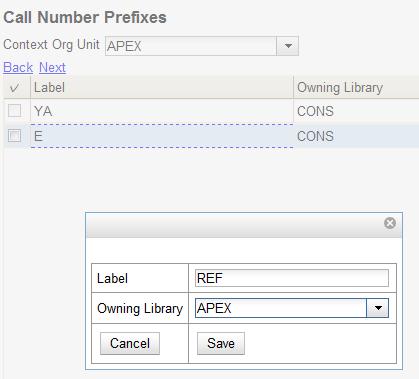 Call Number Prefixes
Context Org Unit APEX
Back Next
✓ Label Owning Library
YA CONS
E CONS
Label REF
Owning Library APEX
Cancel Save